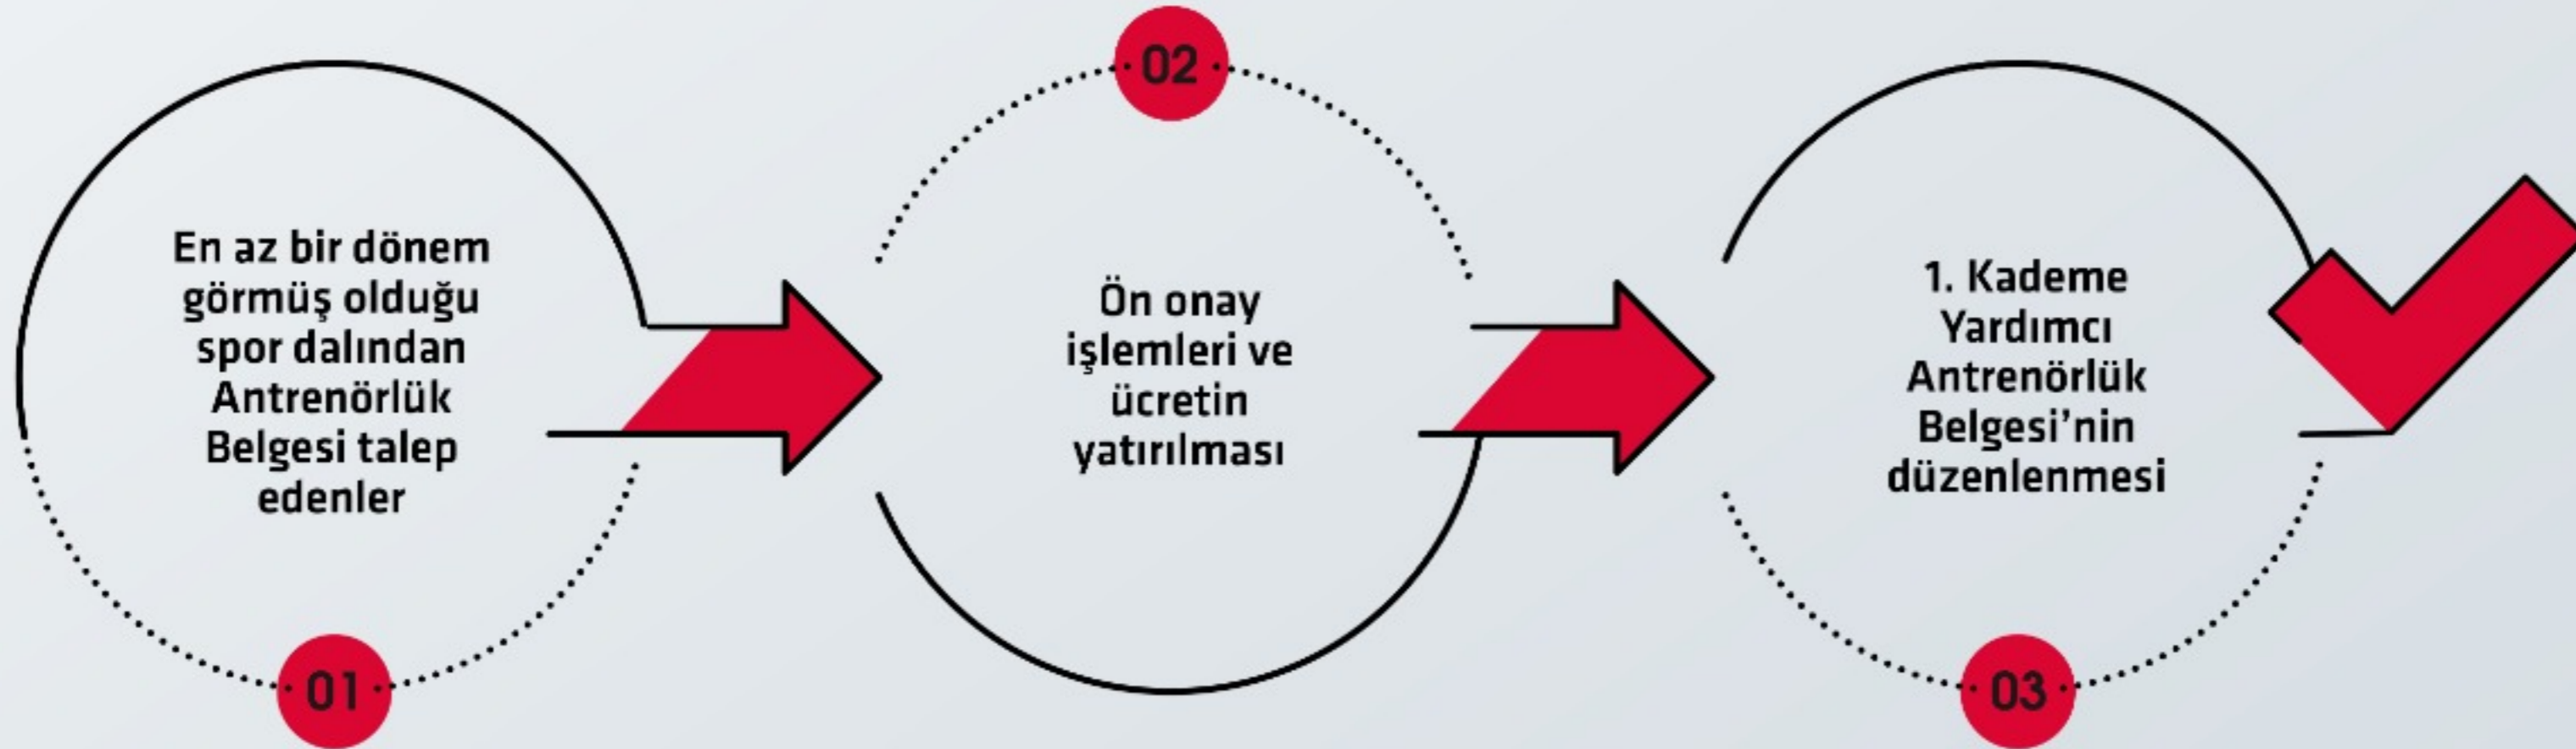 En az bir dönem
görmüş olduğu
spor dalından
Antrenörlük
Belgesi talep
edenler
01
02
Ön onay
işlemleri ve
ücretin
yatırılması
1. Kademe
Yardımcı
Antrenörlük
Belgesi’nin
düzenlenmesi
03